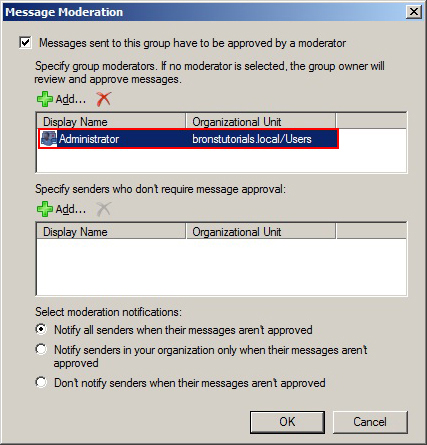 Message Moderation
Messages sent to this group have to be approved by a moderator
Specify group moderators. If no moderator is selected, the group owner will
review and approve messages.
Add...
Display Name Organizational Unit
Administrator bronstutorials.local/Users
Specify senders who don't require message approval:
Add...
Display Name Organizational Unit
Select moderation notifications:
Notify all senders when their messages aren't approved
Notify senders in your organization only when their messages aren't
approved
Don't notify senders when their messages aren't approved
OK Cancel